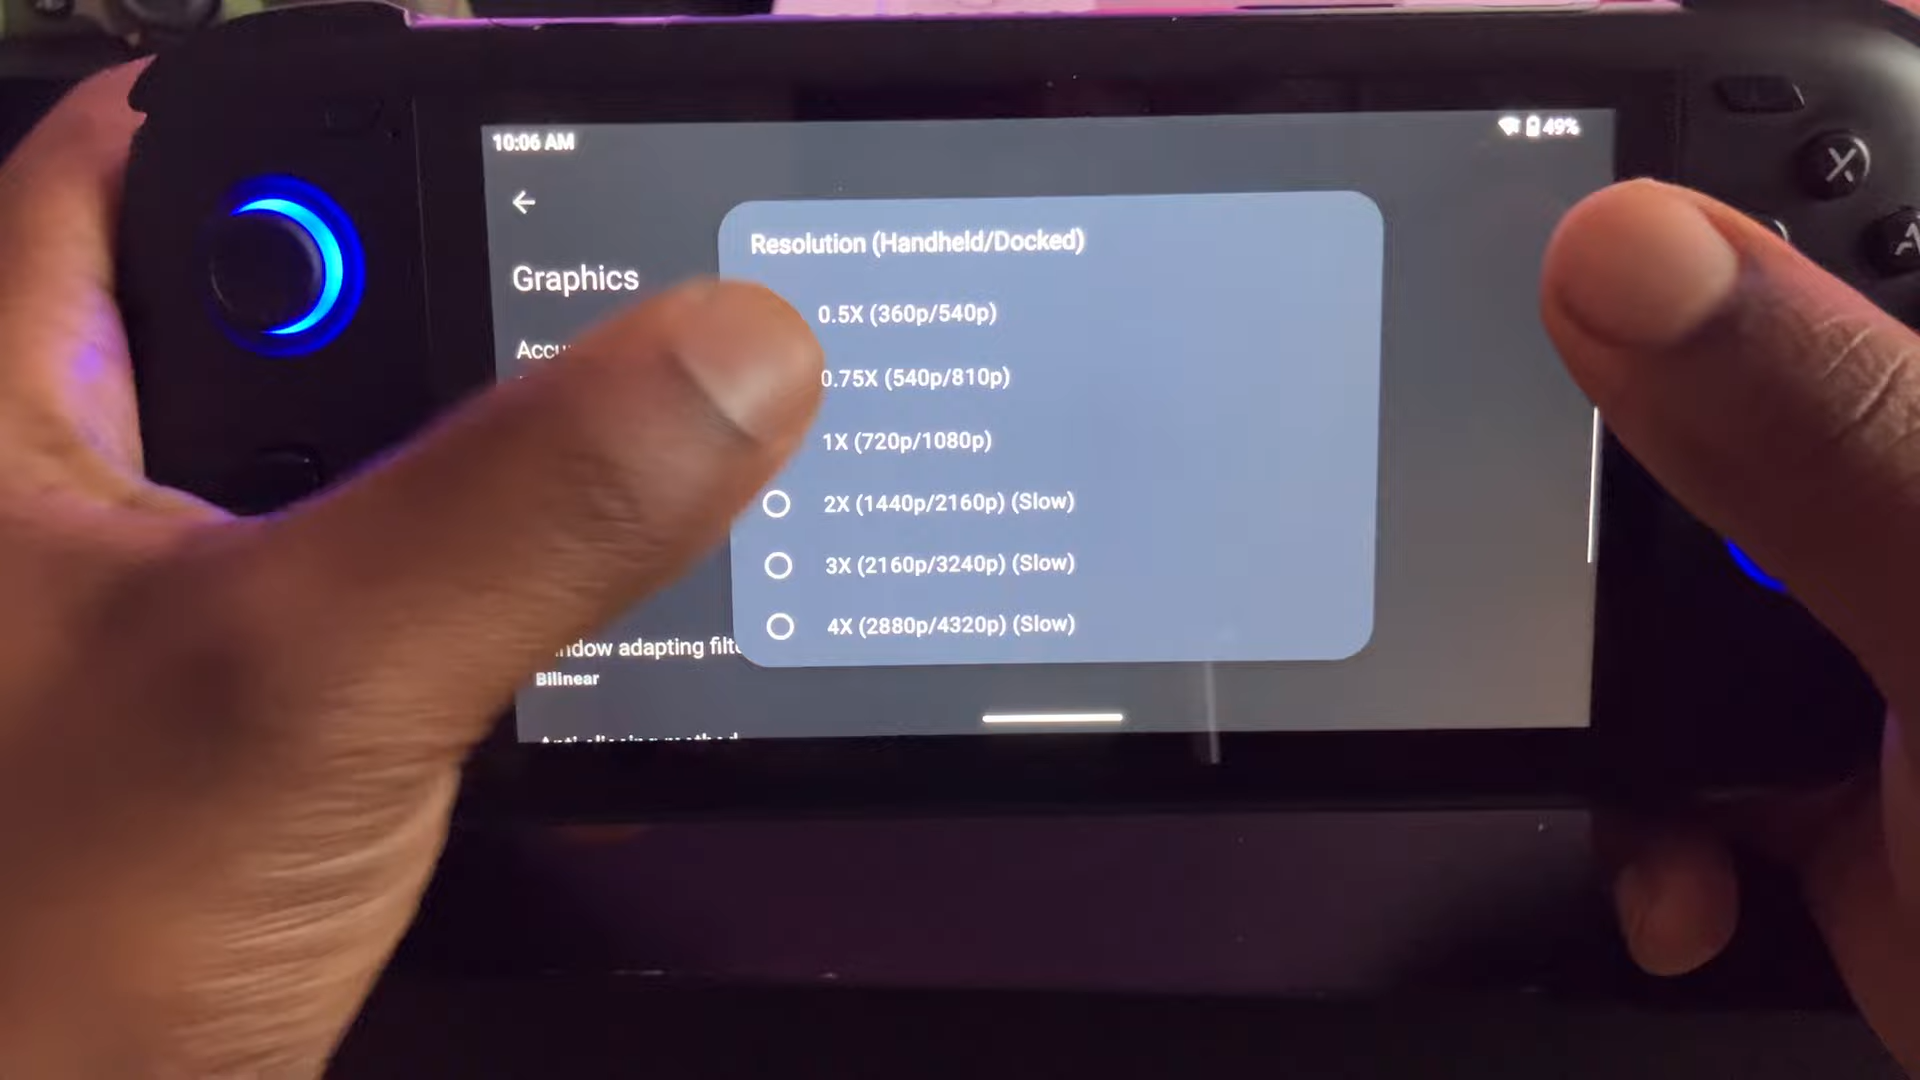 10:06 AM
49%
Graphics
Resolution (Handheld/Docked)
0.5X (360p/540p)
0.75X (540p/810p)
1X (720p/1080p)
2X (1440p/2160p) (Slow)
3X (2160p/3240p) (Slow)
4X (2880p/4320p) (Slow)
adapting
Bilinear
X
A